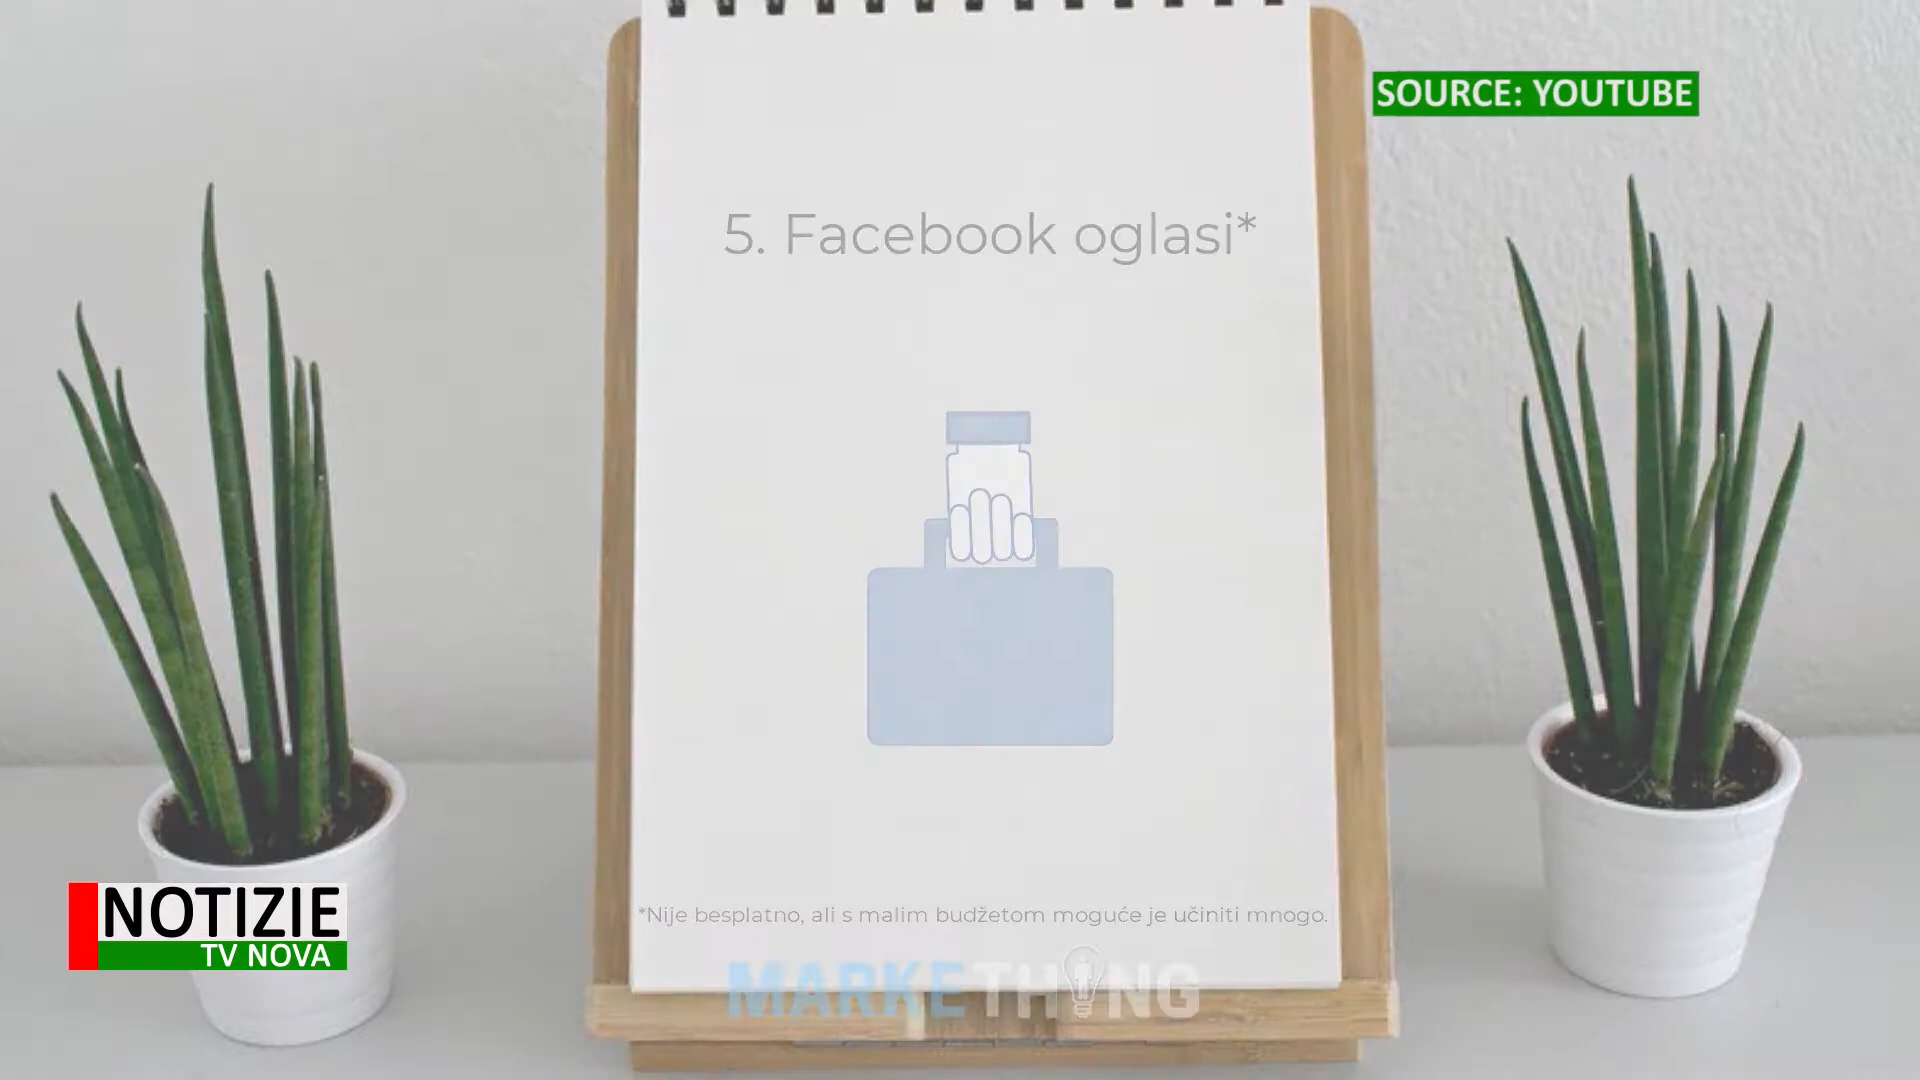 SOURCE: YOUTUBE
5. Facebook oglasi*
*Nije besplatno, ali s malim budžetom moguće je učiniti mnogo.
MARKETHING
NOTIZIE
TV NOVA